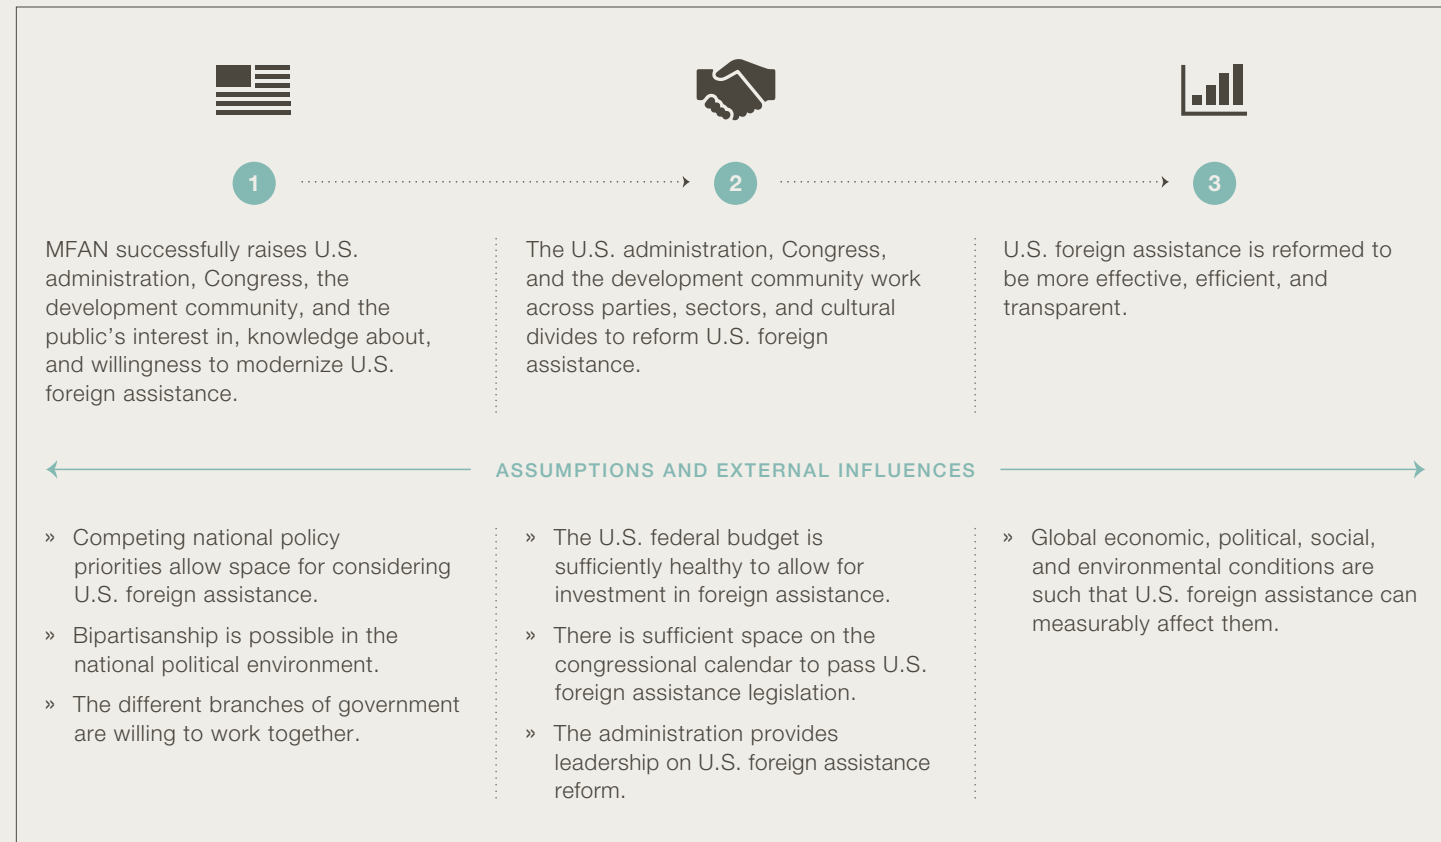 1
2
3
MFAN successfully raises U.S.
administration, Congress, the
development community, and the
public’s interest in, knowledge about,
and willingness to modernize U.S.
foreign assistance.
The U.S. administration, Congress,
and the development community work
across parties, sectors, and cultural
divides to reform U.S. foreign
assistance.
U.S. foreign assistance is reformed to
be more effective, efficient, and
transparent.
ASSUMPTIONS AND EXTERNAL INFLUENCES
» Competing national policy
priorities allow space for considering
U.S. foreign assistance.
» Bipartisanship is possible in the
national political environment.
» The different branches of government
are willing to work together.
» The U.S. federal budget is
sufficiently healthy to allow for
investment in foreign assistance.
» There is sufficient space on the
congressional calendar to pass U.S.
foreign assistance legislation.
» The administration provides
leadership on U.S. foreign assistance
reform.
» Global economic, political, social,
and environmental conditions are
such that U.S. foreign assistance can
measurably affect them.